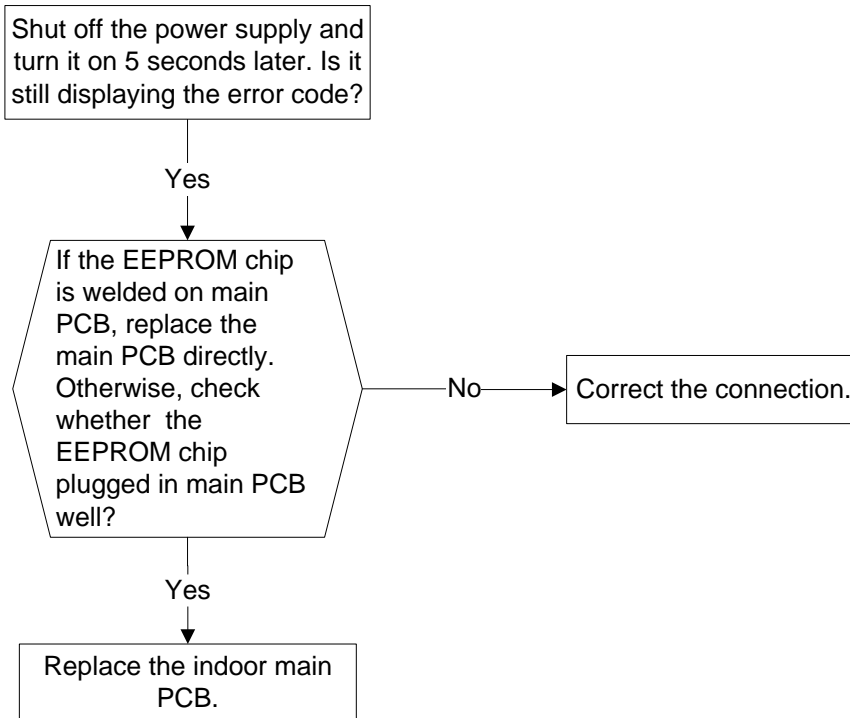 Shut off the power supply and
turn it on 5 seconds later. Is it
still displaying the error code?
Yes
If the EEPROM chip
is welded on main
PCB, replace the
main PCB directly.
Otherwise, check
whether the
EEPROM chip
plugged in main PCB
well?
No
Correct the connection.
Yes
Replace the indoor main
PCB.